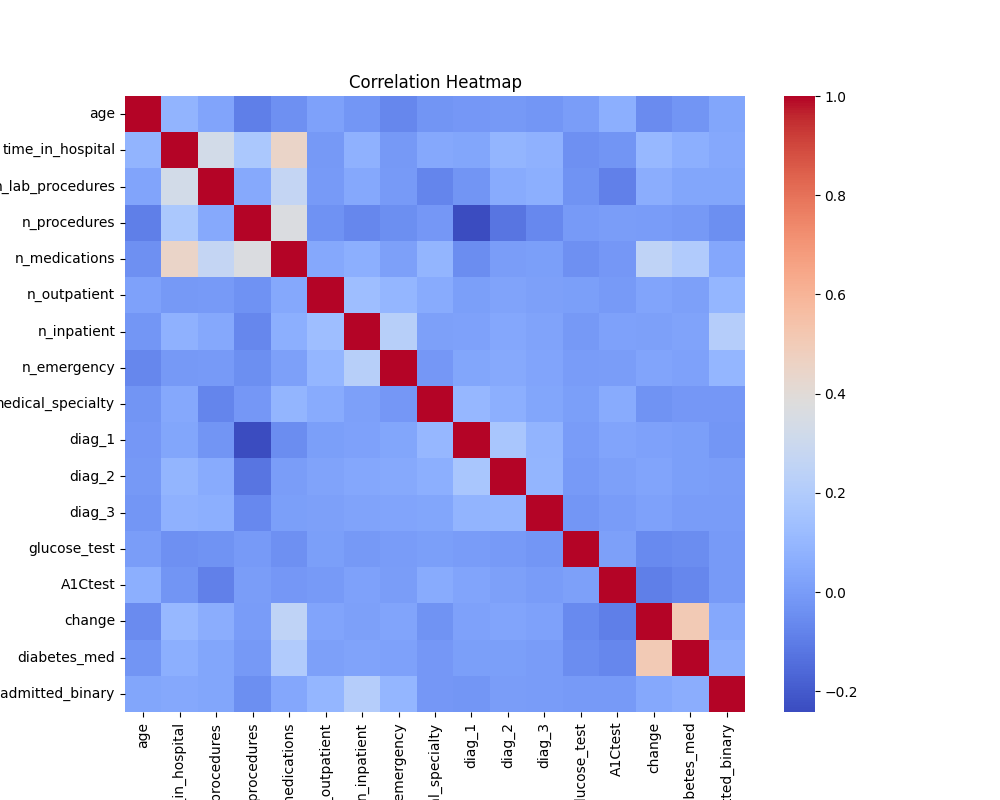 Correlation Heatmap
age
time_in_hospital
n_lab_procedures
n_procedures
n_medications
n_outpatient
n_inpatient
n_emergency
medical_specialty
diag_1
diag_2
diag_3
glucose_test
A1Ctest
change
diabetes_med
admitted_binary
age
in_hospital
procedures
procedures
medications
_outpatient
n_inpatient
emergency
l_specialty
diag_1
diag_2
diag_3
lucose_test
A1Ctest
change
betes_med
tted_binary
1.0
0.8
0.6
0.4
0.2
0.0
−0.2